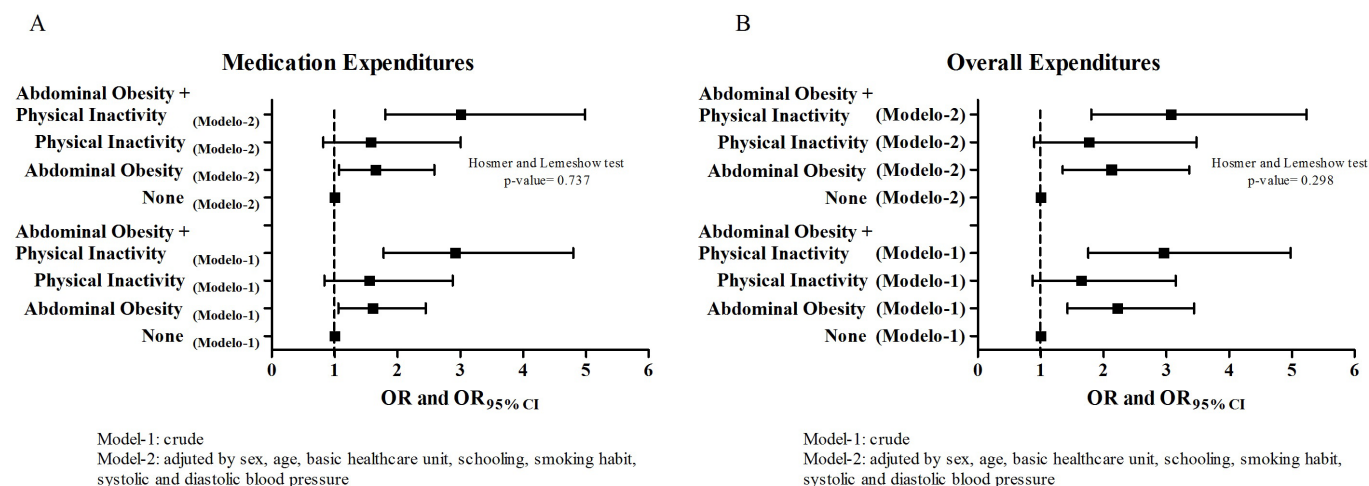 A
Medication Expenditures
Abdominal Obesity +
Physical Inactivity (Modelo-2)
Physical Inactivity (Modelo-2)
Abdominal Obesity (Modelo-2)
None (Modelo-2)
Abdominal Obesity +
Physical Inactivity (Modelo-1)
Physical Inactivity (Modelo-1)
Abdominal Obesity (Modelo-1)
None (Modelo-1)
Hosmer and Lemeshow test
p-value= 0.737
0 1 2 3 4 5 6
OR and OR95% CI
Model-1: crude
Model-2: adjuted by sex, age, basic healthcare unit, schooling, smoking habit,
systolic and diastolic blood pressure
B
Overall Expenditures
Abdominal Obesity +
Physical Inactivity (Modelo-2)
Physical Inactivity (Modelo-2)
Abdominal Obesity (Modelo-2)
None (Modelo-2)
Abdominal Obesity +
Physical Inactivity (Modelo-1)
Physical Inactivity (Modelo-1)
Abdominal Obesity (Modelo-1)
None (Modelo-1)
Hosmer and Lemeshow test
p-value= 0.298
0 1 2 3 4 5 6
OR and OR95% CI
Model-1: crude
Model-2: adjuted by sex, age, basic healthcare unit, schooling, smoking habit,
systolic and diastolic blood pressure